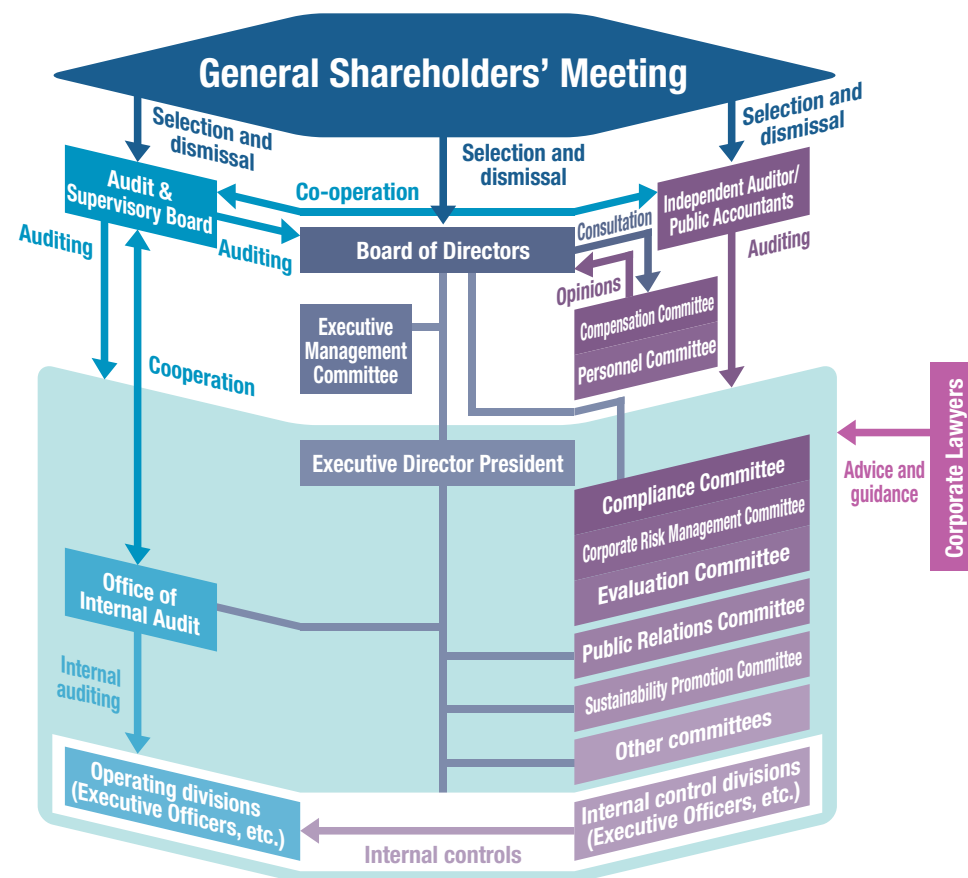 General Shareholders' Meeting
Selection and
dismissal
Selection and
dismissal
Selection and
dismissal
Audit &
Supervisory Board
Co-operation
Independent Auditor/
Public Accountants
Auditing
Auditing
Board of Directors
Consultation
Auditing
Opinions
Compensation Committee
Personnel Committee
Executive
Management
Committee
Cooperation
Executive Director President
Compliance Committee
Corporate Risk Management Committee
Evaluation Committee
Public Relations Committee
Sustainability Promotion Committee
Other committees
Advice and
guidance
Corporate Lawyers
Office of
Internal Audit
Internal
auditing
Operating divisions
(Executive Officers, etc.)
Internal controls
Internal control divisions
(Executive Officers, etc.)